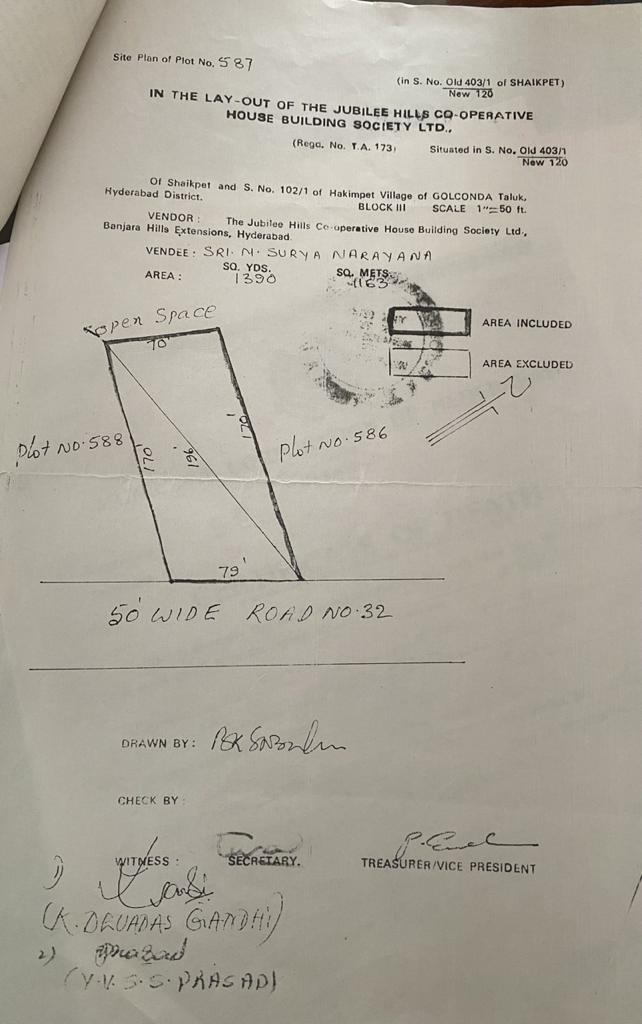 Site Plan of Plot No. 587
(in S. No. Old 403/1 of SHAIKPET)
New 120
IN THE LAY-OUT OF THE JUBILEE HILLS CO-OPERATIVE
HOUSE BUILDING SOCIETY LTD.,
(Regd. No. T.A. 173)
Situated in S. No. Old 403/1
New 120
Of Shaikpet and S. No. 102/1 of Hakimpet Village of GOLCONDA Taluk,
Hyderabad District.
BLOCK III SCALE 1"=50 ft.
VENDOR : The Jubilee Hills Co-operative House Building Society Ltd.,
Banjara Hills Extensions, Hyderabad.
VENDEE : SRI. N. SURYA NARAYANA
SQ. YDS. SQ. METS.
AREA : 1390 1163
AREA INCLUDED
AREA EXCLUDED
open Space
70'
N
Plot NO. 588
170'
196'
170'
Plot NO. 586
79'
50' WIDE ROAD NO. 32
DRAWN BY :
CHECK BY :
WITNESS : SECRETARY. TREASURER/VICE PRESIDENT
1)
(K. DEVADAS GANDHI)
2) Prasad
(Y. V. S. S. PRASAD)